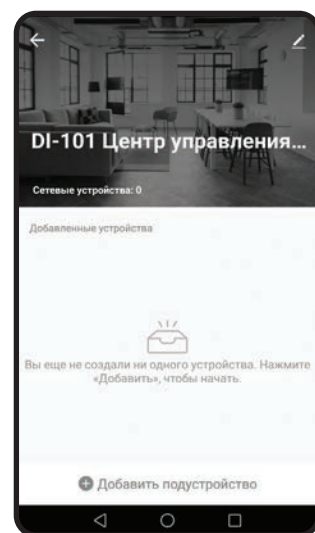 DI-101 Центр управления...
Сетевые устройства: 0
Добавленные устройства
Вы еще не создали ни одного устройства. Нажмите
«Добавить», чтобы начать.
Добавить подустройство